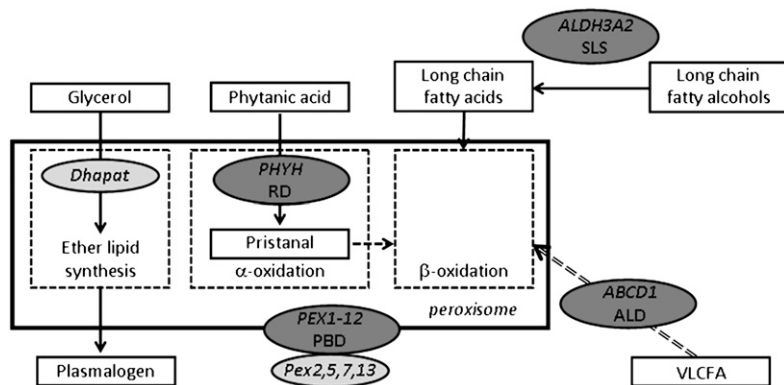 ALDH3A2
SLS
Glycerol
Phytanic acid
Long chain
fatty acids
Long chain
fatty alcohols
Dhapat
PHYH
RD
Ether lipid
synthesis
Pristanal
α-oxidation
β-oxidation
peroxisome
ABCD1
ALD
PEX1-12
PBD
Pex2,5,7,13
Plasmalogen
VLCFA